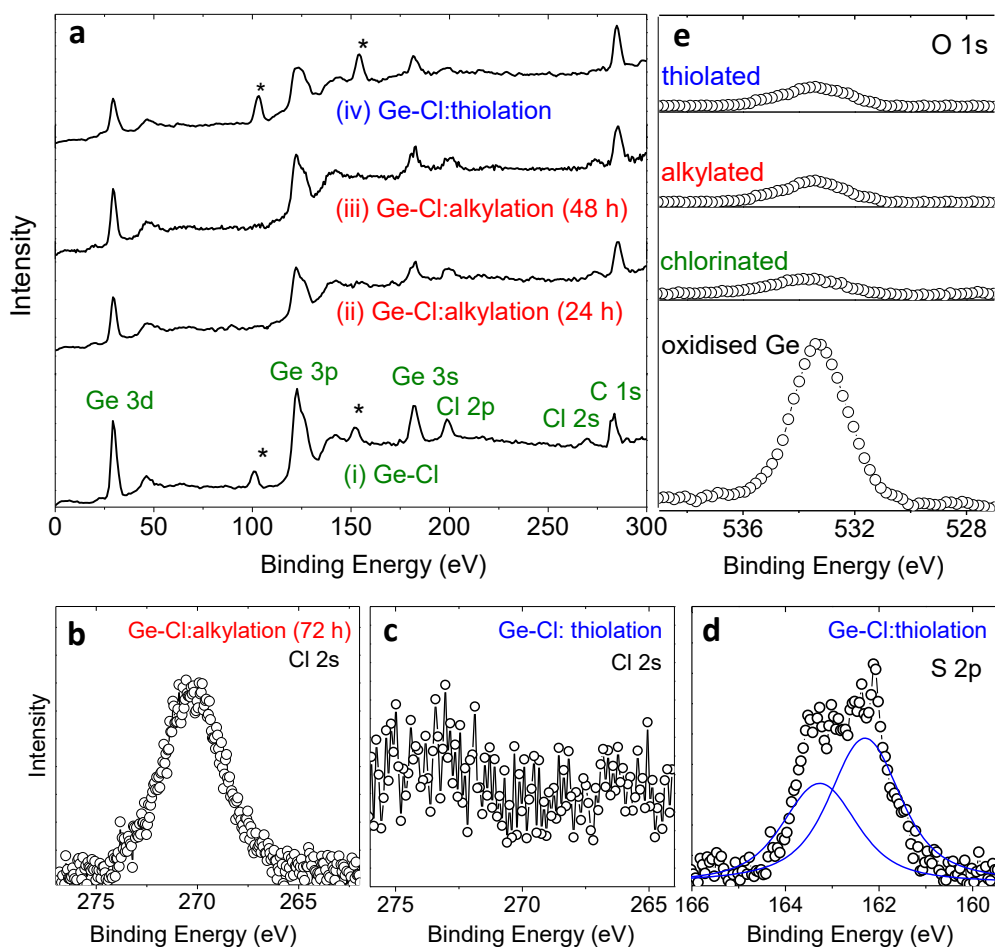 a
*
*
(iv) Ge-Cl:thiolation
(iii) Ge-Cl:alkylation (48 h)
(ii) Ge-Cl:alkylation (24 h)
Ge 3d
Ge 3p
Ge 3s
C 1s
Cl 2p
Cl 2s
*
*
(i) Ge-Cl
Intensity
0 50 100 150 200 250 300
Binding Energy (eV)
e
O 1s
thiolated
alkylated
chlorinated
oxidised Ge
536 532 528
Binding Energy (eV)
b
Ge-Cl:alkylation (72 h)
Cl 2s
Intensity
275 270 265
Binding Energy (eV)
c
Ge-Cl: thiolation
Cl 2s
275 270 265
Binding Energy (eV)
d
Ge-Cl:thiolation
S 2p
166 164 162 160
Binding Energy (eV)